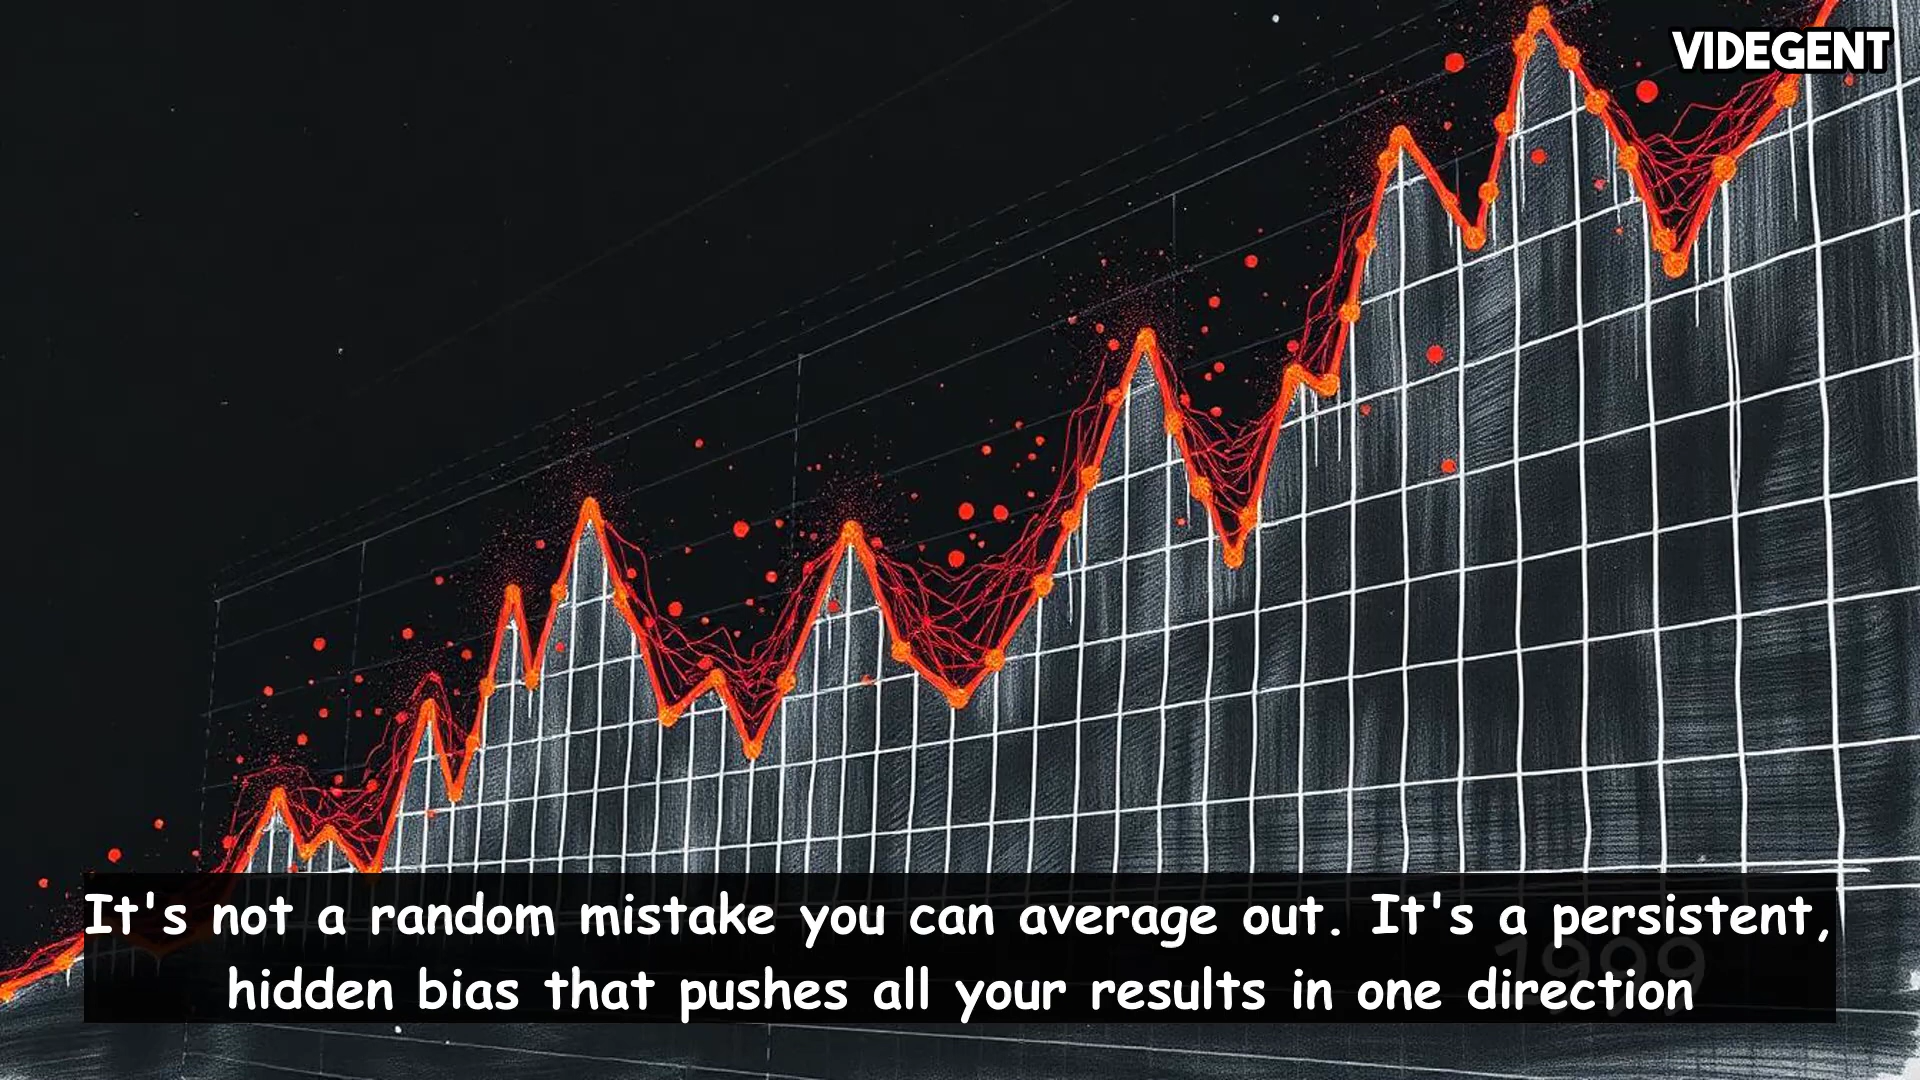 VIDEGENT
It's not a random mistake you can average out. It's a persistent,
hidden bias that pushes all your results in one direction
1999